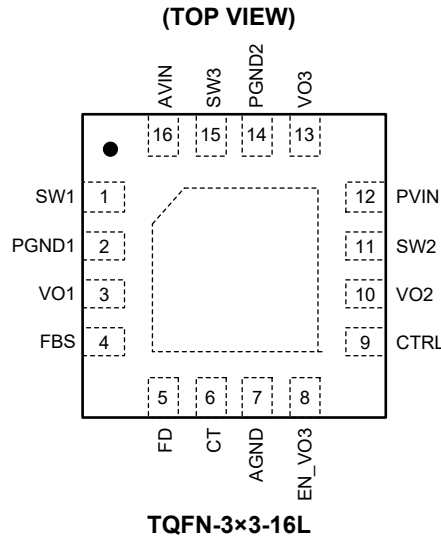 (TOP VIEW)
AVIN
SW3
PGND2
VO3
16
15
14
13
SW1 1
12 PVIN
PGND1 2
11 SW2
VO1 3
10 VO2
FBS 4
9 CTRL
5
6
7
8
FD
CT
AGND
EN_VO3
TQFN-3×3-16L